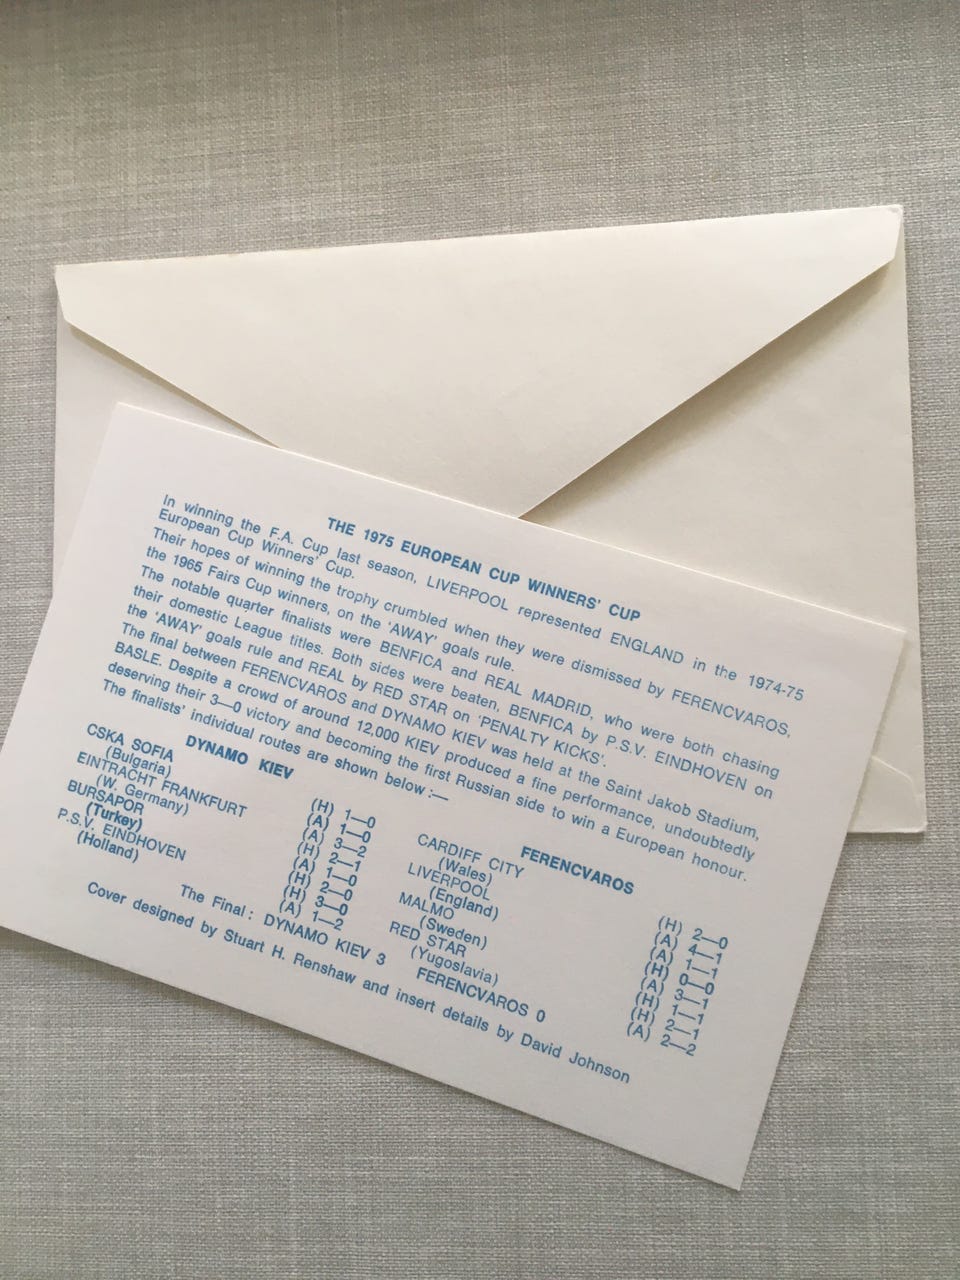 THE 1975 EUROPEAN CUP WINNERS' CUP
In winning the F.A. Cup last season, LIVERPOOL represented ENGLAND in the 1974-75
European Cup Winners' Cup.
Their hopes of winning the trophy crumbled when they were dismissed by FERENCVAROS,
the 1965 Fairs Cup winners, on the 'AWAY' goals rule.
The notable quarter finalists were BENFICA and REAL MADRID, who were both chasing
their domestic League titles. Both sides were beaten, BENFICA by P.S.V. EINDHOVEN on
the 'AWAY' goals rule and REAL by RED STAR on 'PENALTY KICKS'.
The final between FERENCVAROS and DYNAMO KIEV was held at the Saint Jakob Stadium,
BASLE. Despite a crowd of around 12,000 KIEV produced a fine performance, undoubtedly
deserving their 3—0 victory and becoming the first Russian side to win a European honour.
The finalists' individual routes are shown below :—
DYNAMO KIEV
CSKA SOFIA (H) 1—0
(Bulgaria) (A) 1—0
EINTRACHT FRANKFURT (A) 3—2
(W. Germany) (H) 2—1
BURSAPOR (A) 1—0
(Turkey) (H) 2—0
P.S.V. EINDHOVEN (H) 3—0
(Holland) (A) 1—2
FERENCVAROS
CARDIFF CITY (H) 2—0
(Wales) (A) 4—1
LIVERPOOL (A) 1—1
(England) (H) 0—0
MALMO (A) 3—1
(Sweden) (H) 1—1
RED STAR (H) 2—1
(Yugoslavia) (A) 2—2
The Final : DYNAMO KIEV 3 FERENCVAROS 0
Cover designed by Stuart H. Renshaw and insert details by David Johnson